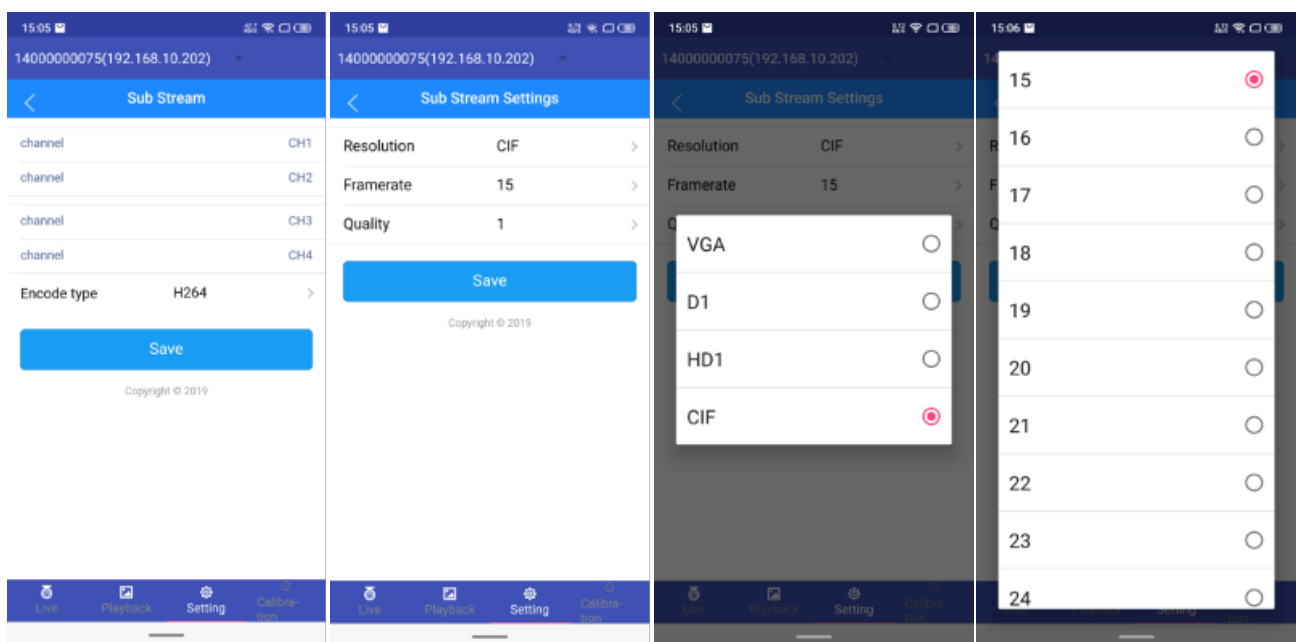 15:05
14000000075(192.168.10.202)
Sub Stream
channel CH1
channel CH2
channel CH3
channel CH4
Encode type H264
Save
Copyright © 2019
Live Playback Setting Calibra-
tion
15:05
14000000075(192.168.10.202)
Sub Stream Settings
Resolution CIF
Framerate 15
Quality 1
Save
Copyright © 2019
Live Playback Setting Calibra-
tion
15:05
14000000075(192.168.10.202)
Sub Stream Settings
Resolution CIF
Framerate 15
Q
VGA
D1
HD1
CIF
Live Playback Setting Calibra
tion
15:06
14
15
R
16
F
17
Q
18
19
20
21
22
23
24
Setting
tion